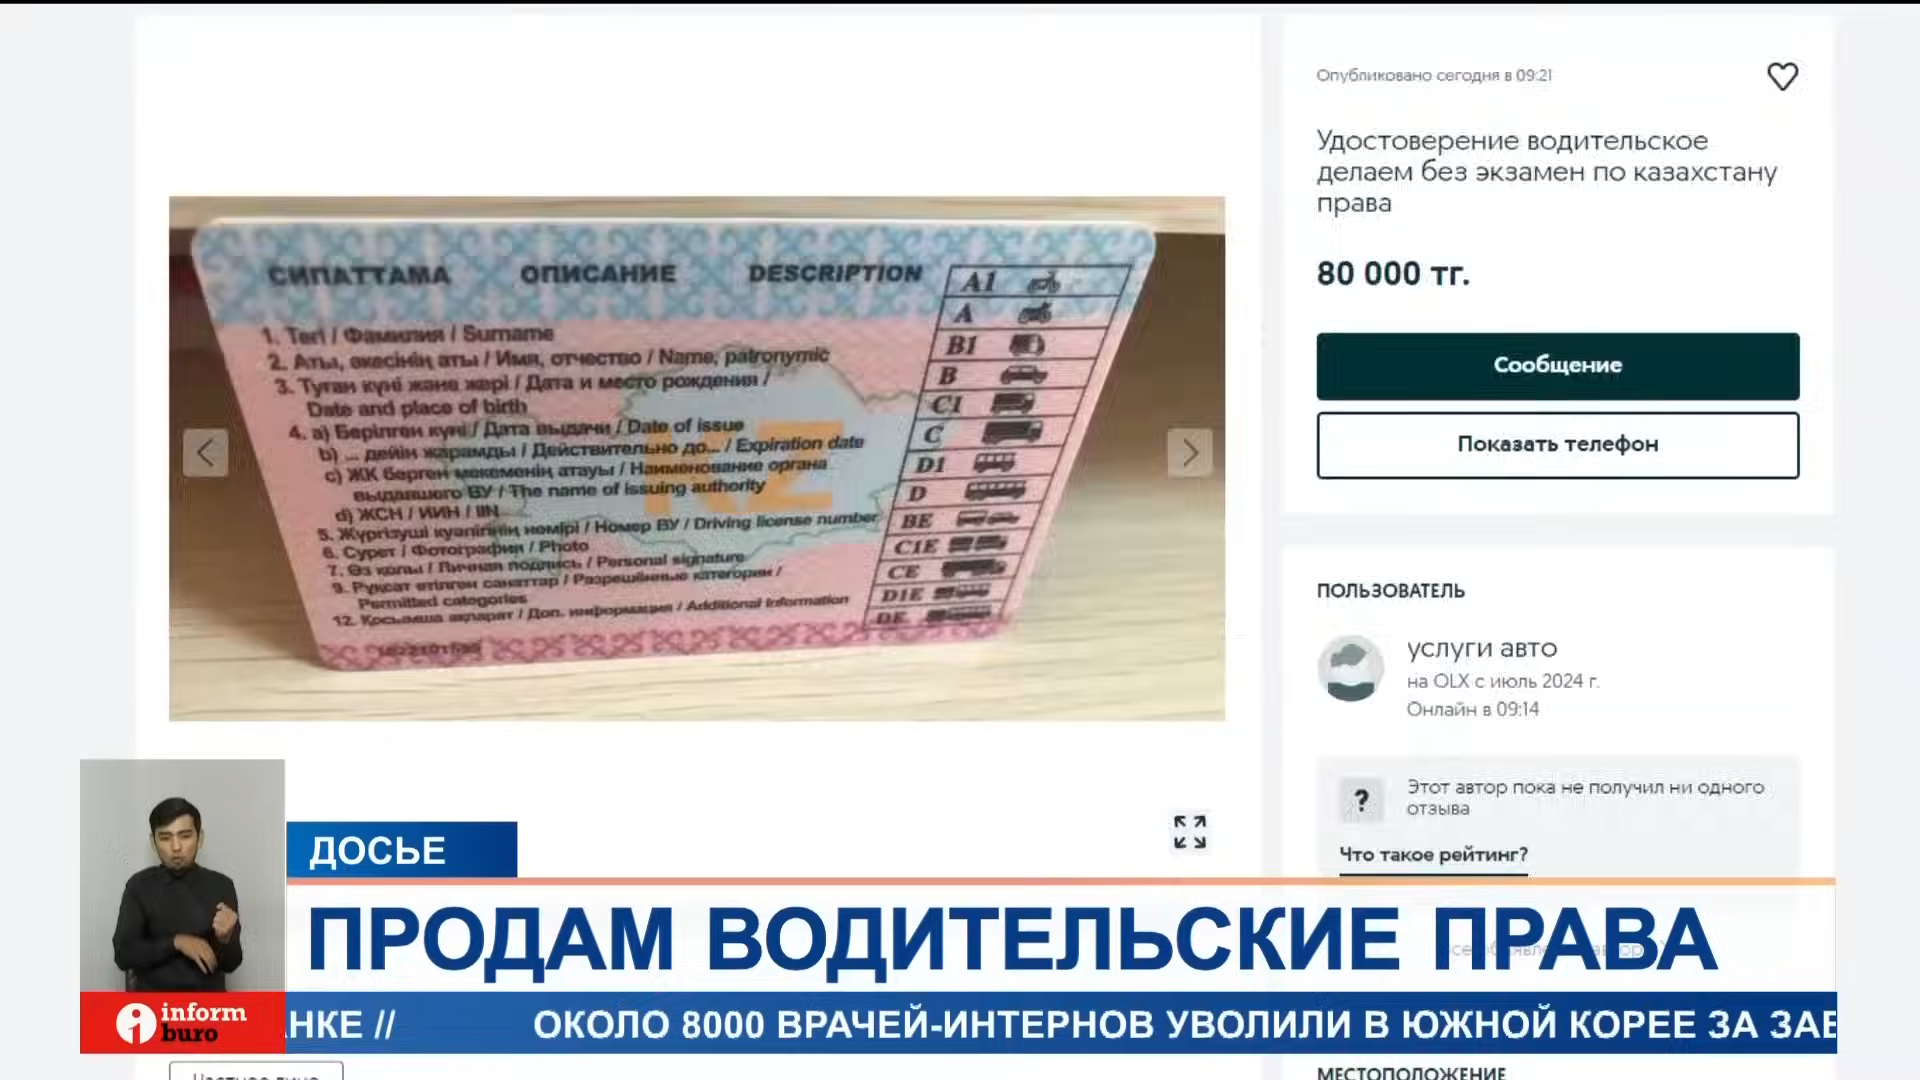 Опубликовано сегодня в 09:21
Удостоверение водительское
делаем без экзамен по казахстану
права
80 000 тг.
Сообщение
Показать телефон
СИПАТТАМА ОПИСАНИЕ DESCRIPTION
1. Тегі / Фамилия / Surname
2. Аты, әкесінің аты / Имя, отчество / Name, patronymic
3. Туған күні және жері / Дата и место рождения /
Date and place of birth
4. a) Берілген күні / Дата выдачи / Date of issue
b) ... дейін жарамды / Действительно до... / Expiration date
c) ЖК берген мекеменің атауы / Наименование органа
выдавшего ВУ / The name of issuing authority
d) ЖСН / ИИН / IIN
5. Жүргізуші куәлігінің нөмірі / Номер ВУ / Driving license number
6. Сурет / Фотография / Photo
7. Өз қолы / Личная подпись / Personal signature
9. Рұқсат етілген санаттар / Разрешённые категории /
Permitted categories
12. Қосымша ақпарат / Доп. информация / Additional information
KZ
A1
A
B1
B
C1
C
D1
D
BE
C1E
CE
D1E
DE
ПОЛЬЗОВАТЕЛЬ
услуги авто
на OLX с июль 2024 г.
Онлайн в 09:14
?
Этот автор пока не получил ни одного
отзыва
Что такое рейтинг?
ДОСЬЕ
ПРОДАМ ВОДИТЕЛЬСКИЕ ПРАВА
inform
buro
АНКЕ // ОКОЛО 8000 ВРАЧЕЙ-ИНТЕРНОВ УВОЛИЛИ В ЮЖНОЙ КОРЕЕ ЗА ЗАБ
Частное лицо
МЕСТОПОЛОЖЕНИЕ